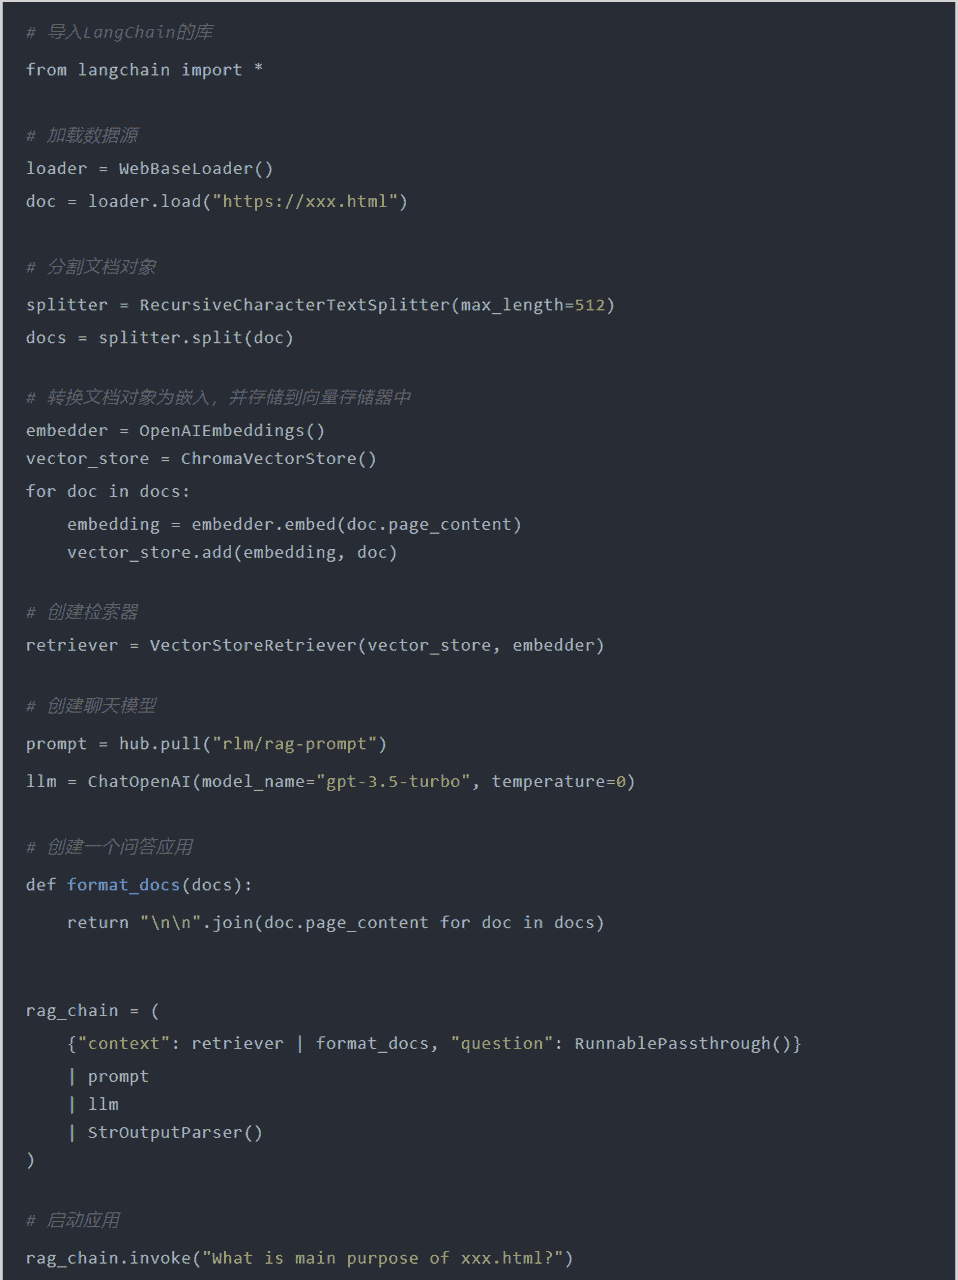 # 导入LangChain的库
from langchain import *
# 加载数据源
loader = WebBaseLoader()
doc = loader.load("https://xxx.html")
# 分割文档对象
splitter = RecursiveCharacterTextSplitter(max_length=512)
docs = splitter.split(doc)
# 转换文档对象为嵌入，并存储到向量存储器中
embedder = OpenAIEmbeddings()
vector_store = ChromaVectorStore()
for doc in docs:
    embedding = embedder.embed(doc.page_content)
    vector_store.add(embedding, doc)
# 创建检索器
retriever = VectorStoreRetriever(vector_store, embedder)
# 创建聊天模型
prompt = hub.pull("rlm/rag-prompt")
llm = ChatOpenAI(model_name="gpt-3.5-turbo", temperature=0)
# 创建一个问答应用
def format_docs(docs):
    return "\n\n".join(doc.page_content for doc in docs)
rag_chain = (
    {"context": retriever | format_docs, "question": RunnablePassthrough()}
    | prompt
    | llm
    | StrOutputParser()
)
# 启动应用
rag_chain.invoke("What is main purpose of xxx.html?")